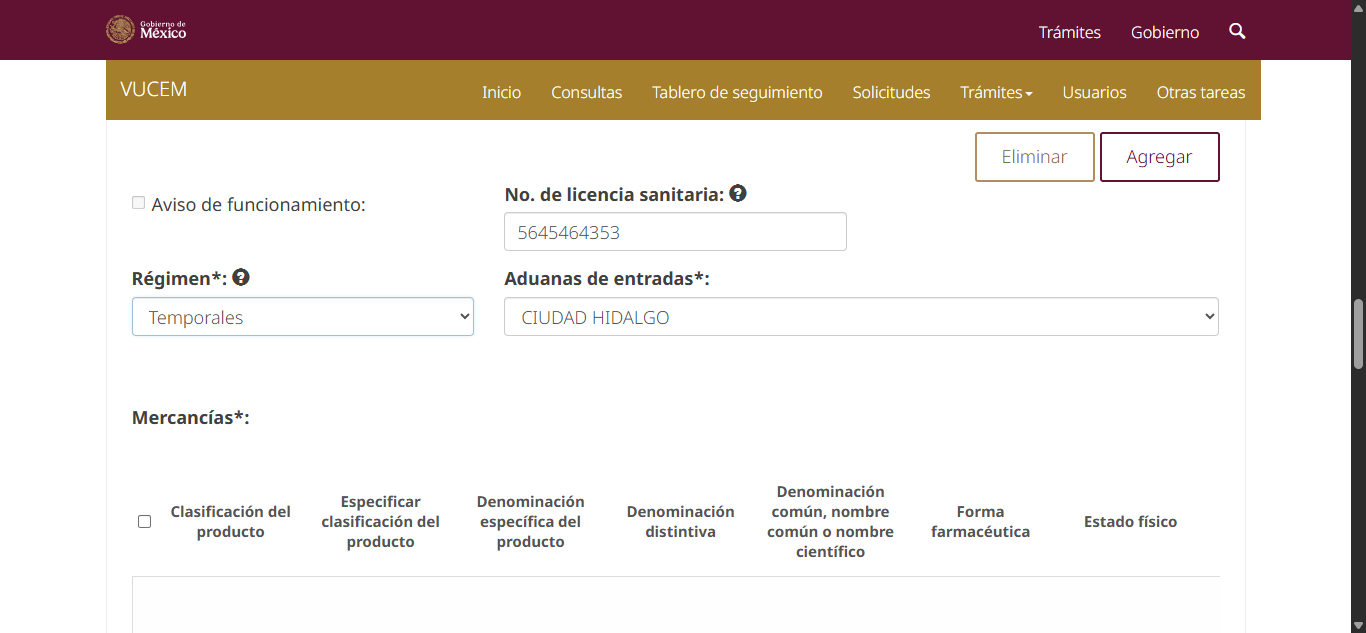 Gobierno de
México
Trámites
Gobierno
VUCEM
Inicio
Consultas
Tablero de seguimiento
Solicitudes
Trámites
Usuarios
Otras tareas
Eliminar
Agregar
Aviso de funcionamiento:
No. de licencia sanitaria:
5645464353
Régimen*:
Temporales
Aduanas de entradas*:
CIUDAD HIDALGO
Mercancías*:
Clasificación del
producto
Especificar
clasificación del
producto
Denominación
específica del
producto
Denominación
distintiva
Denominación
común, nombre
común o nombre
científico
Forma
farmacéutica
Estado físico